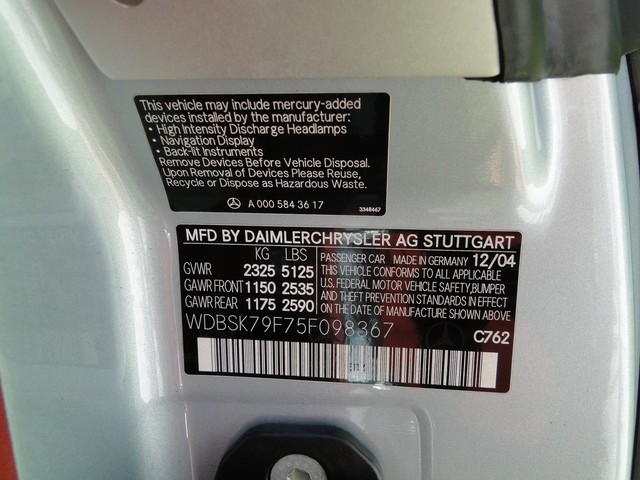 This vehicle may include mercury-added
devices installed by the manufacturer:
• High Intensity Discharge Headlamps
• Navigation Display
• Back-lit Instruments
Remove Devices Before Vehicle Disposal.
Upon Removal of Devices Please Reuse,
Recycle or Dispose as Hazardous Waste.
A 000 584 36 17
3348467
MFD BY DAIMLERCHRYSLER AG STUTTGART
KG LBS
GVWR 2325 5125
GAWR FRONT 1150 2535
GAWR REAR 1175 2590
PASSENGER CAR MADE IN GERMANY 12/04
THIS VEHICLE CONFORMS TO ALL APPLICABLE
U.S. FEDERAL MOTOR VEHICLE SAFETY,BUMPER
AND THEFT PREVENTION STANDARDS IN EFFECT
ON THE DATE OF MANUFACTURE SHOWN ABOVE
WDBSK79F75F098367
C762